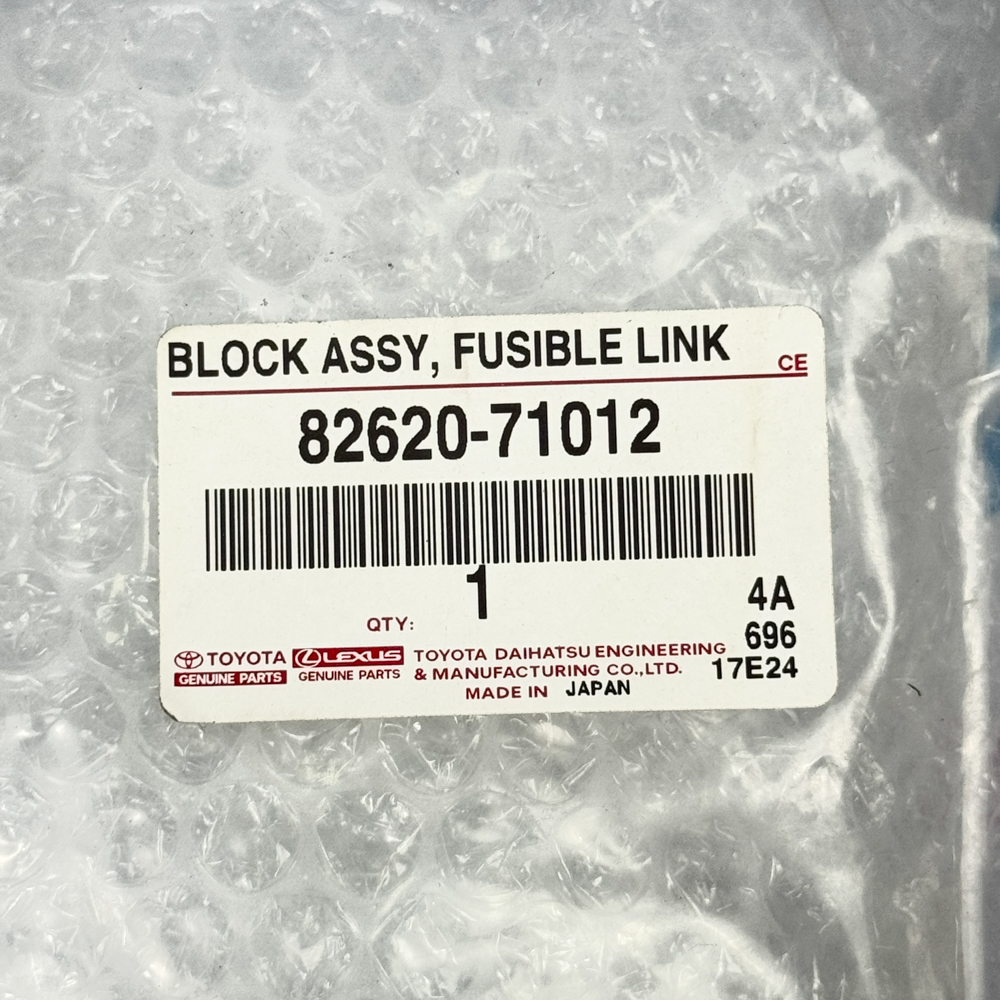 BLOCK ASSY, FUSIBLE LINK
CE
82620-71012
1
QTY:
4A
696
17E24
TOYOTA
GENUINE PARTS
LEXUS
GENUINE PARTS
TOYOTA DAIHATSU ENGINEERING
& MANUFACTURING CO.,LTD.
MADE IN JAPAN